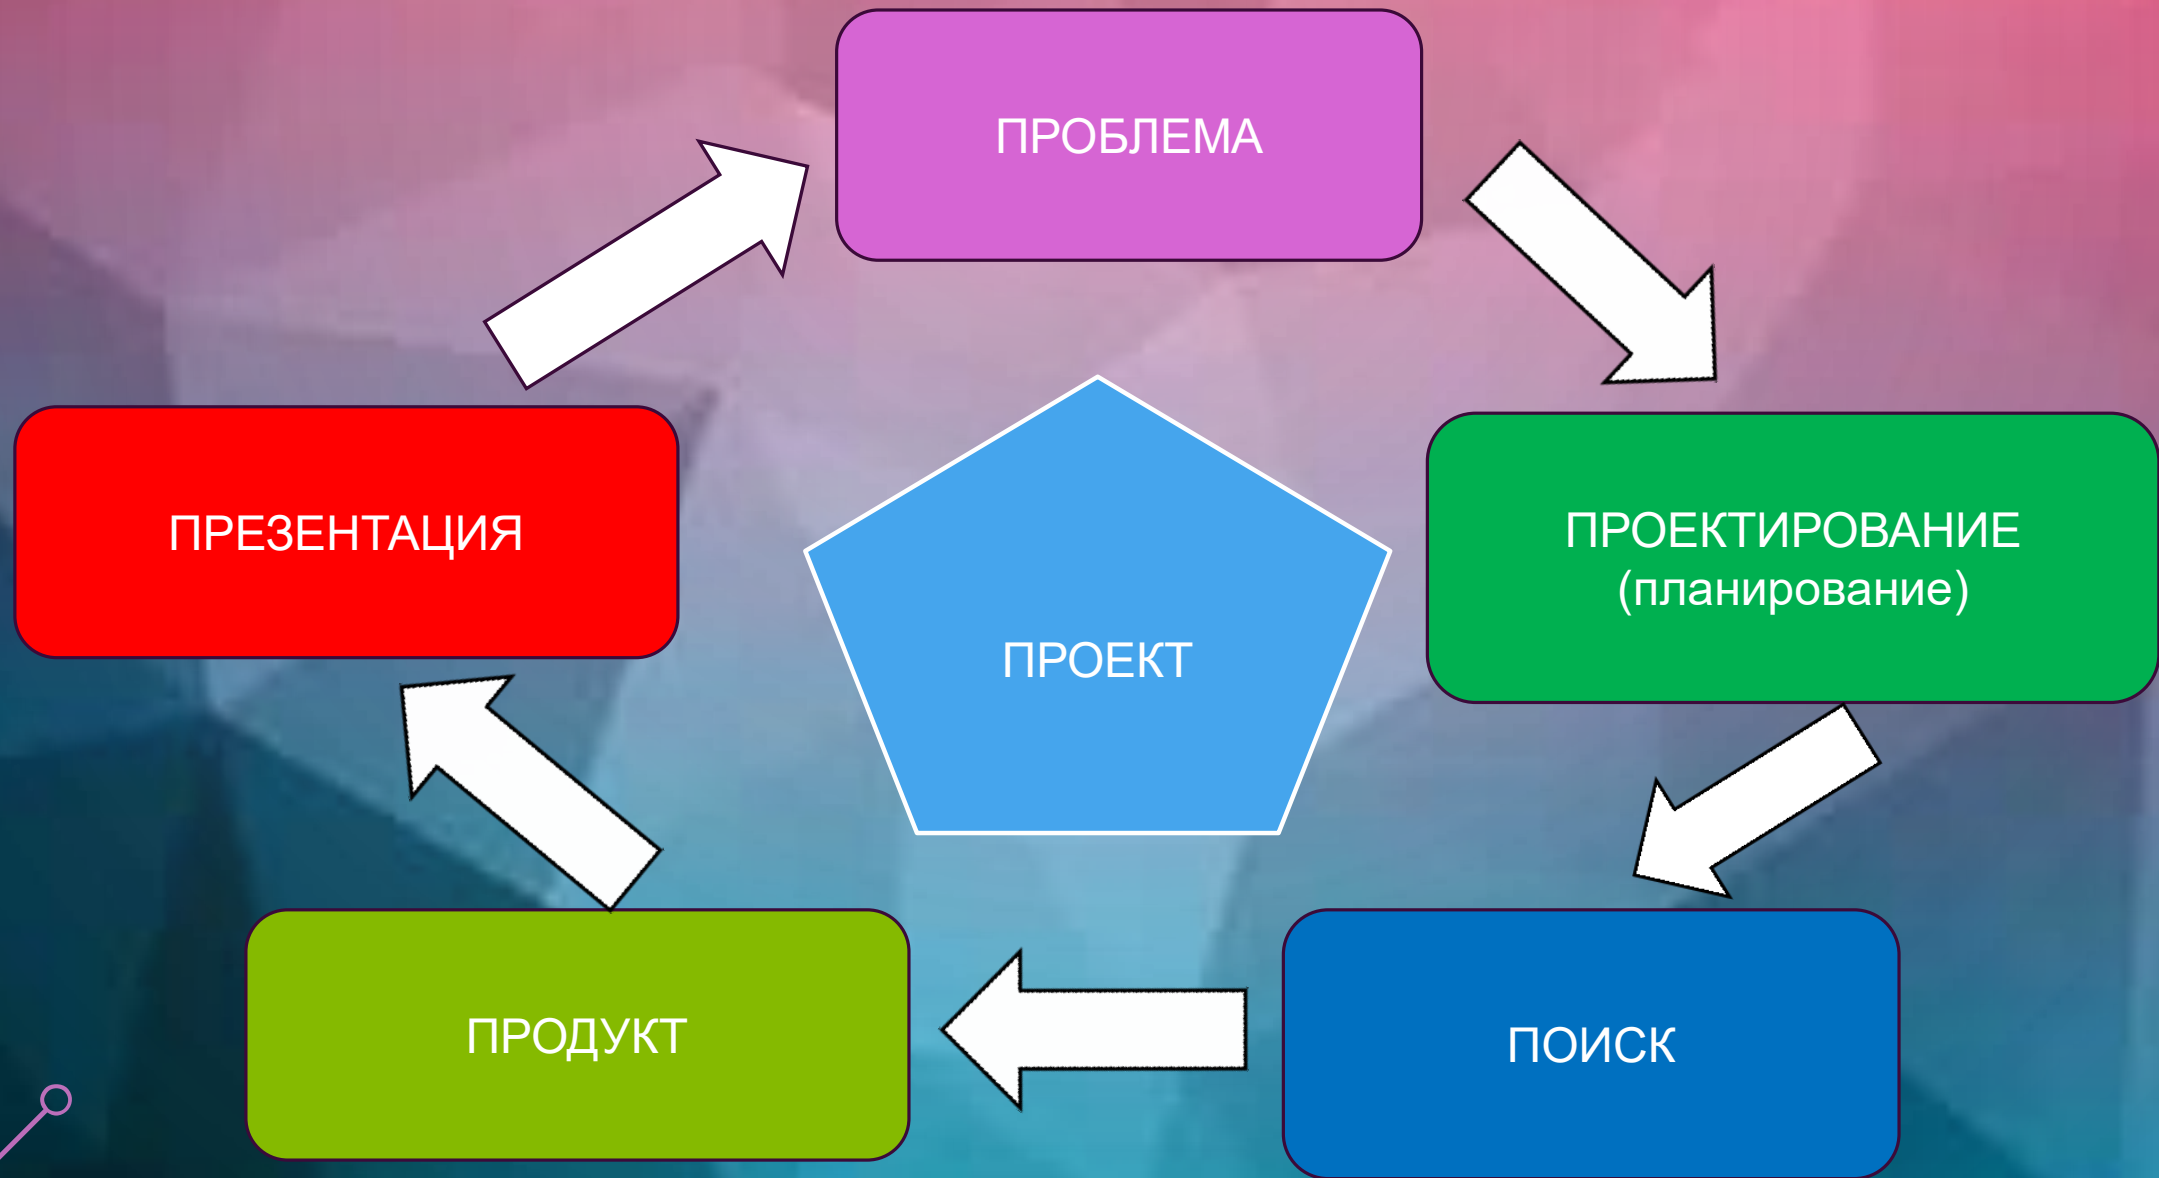 ПРОБЛЕМА
ПРЕЗЕНТАЦИЯ
ПРОЕКТИРОВАНИЕ
(планирование)
ПРОЕКТ
ПРОДУКТ
ПОИСК